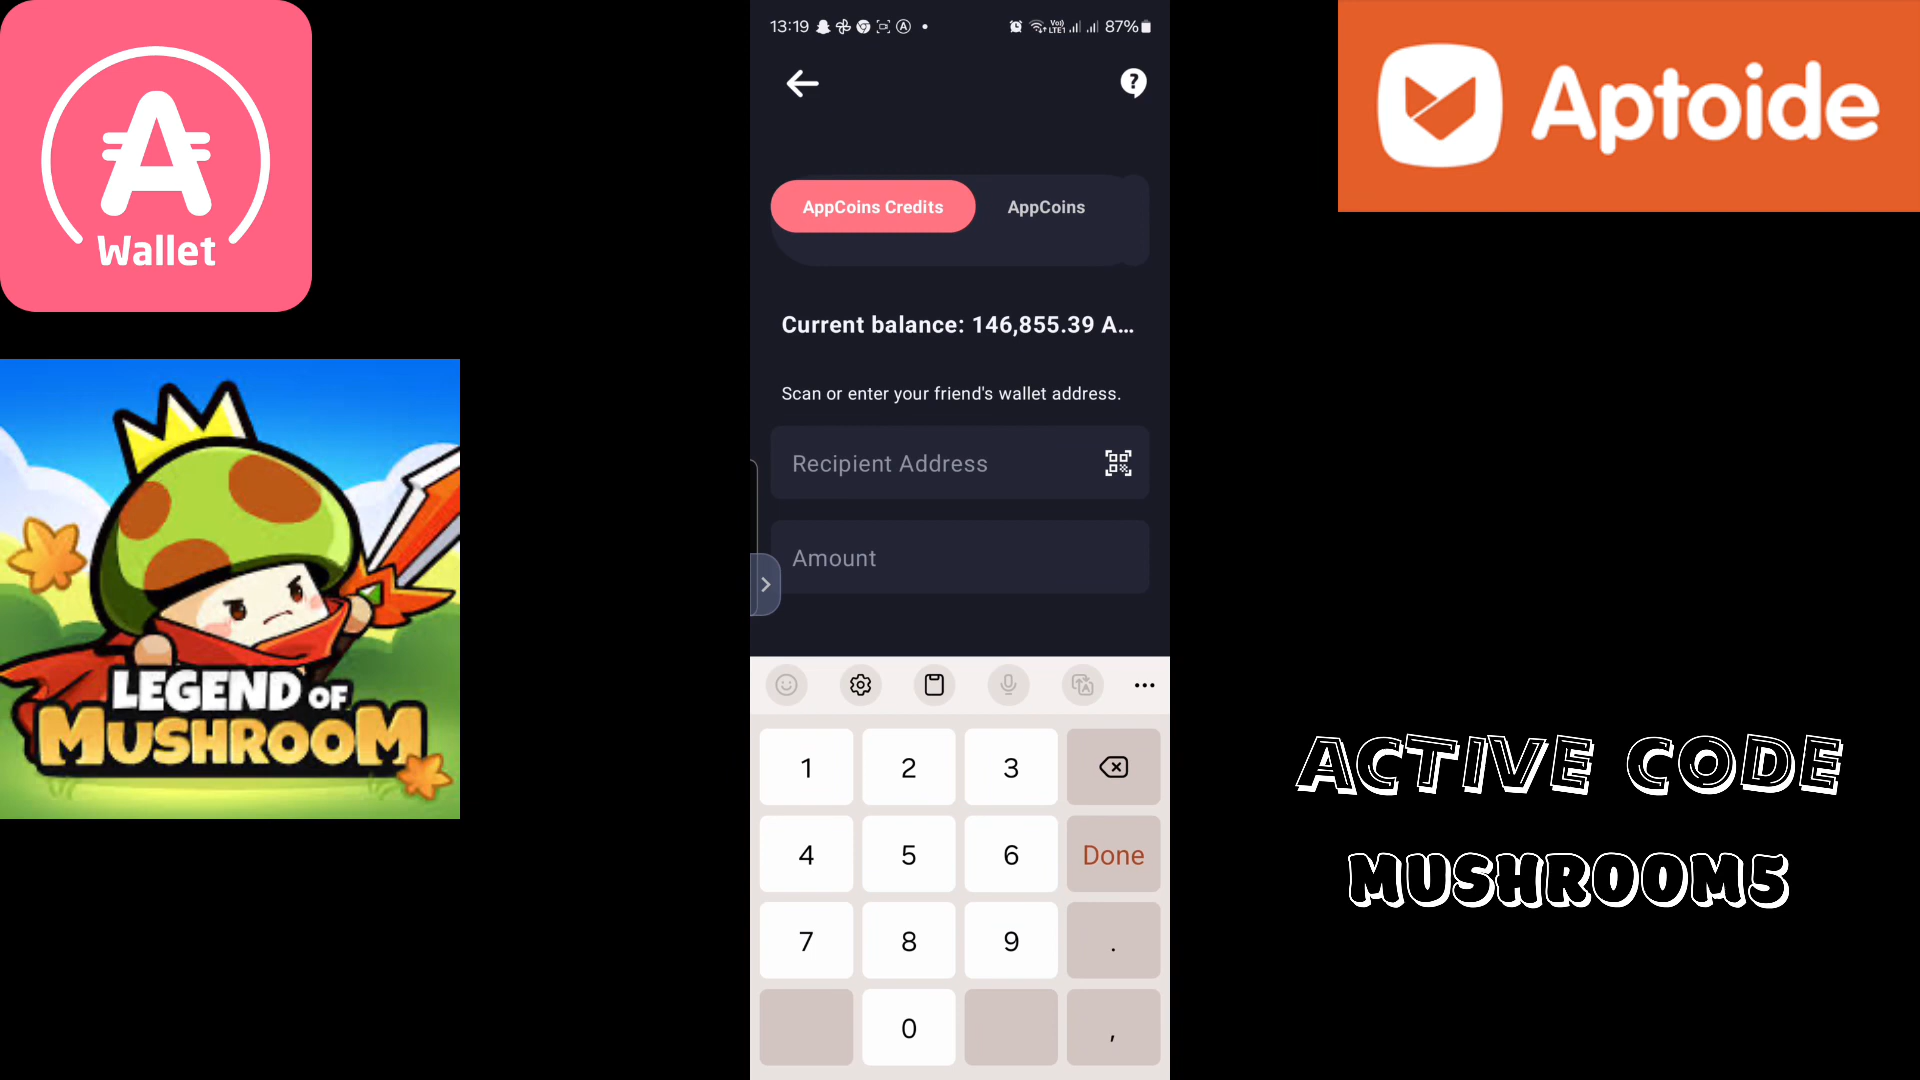 Wallet
LEGEND OF
MUSHROOM
13:19
Vo)) LTE1 87%
AppCoins Credits
AppCoins
Current balance: 146,855.39 A...
Scan or enter your friend's wallet address.
Recipient Address
Amount
1 2 3
4 5 6 Done
7 8 9 .
0 ,
Aptoide
ACTIVE CODE
MUSHROOM5